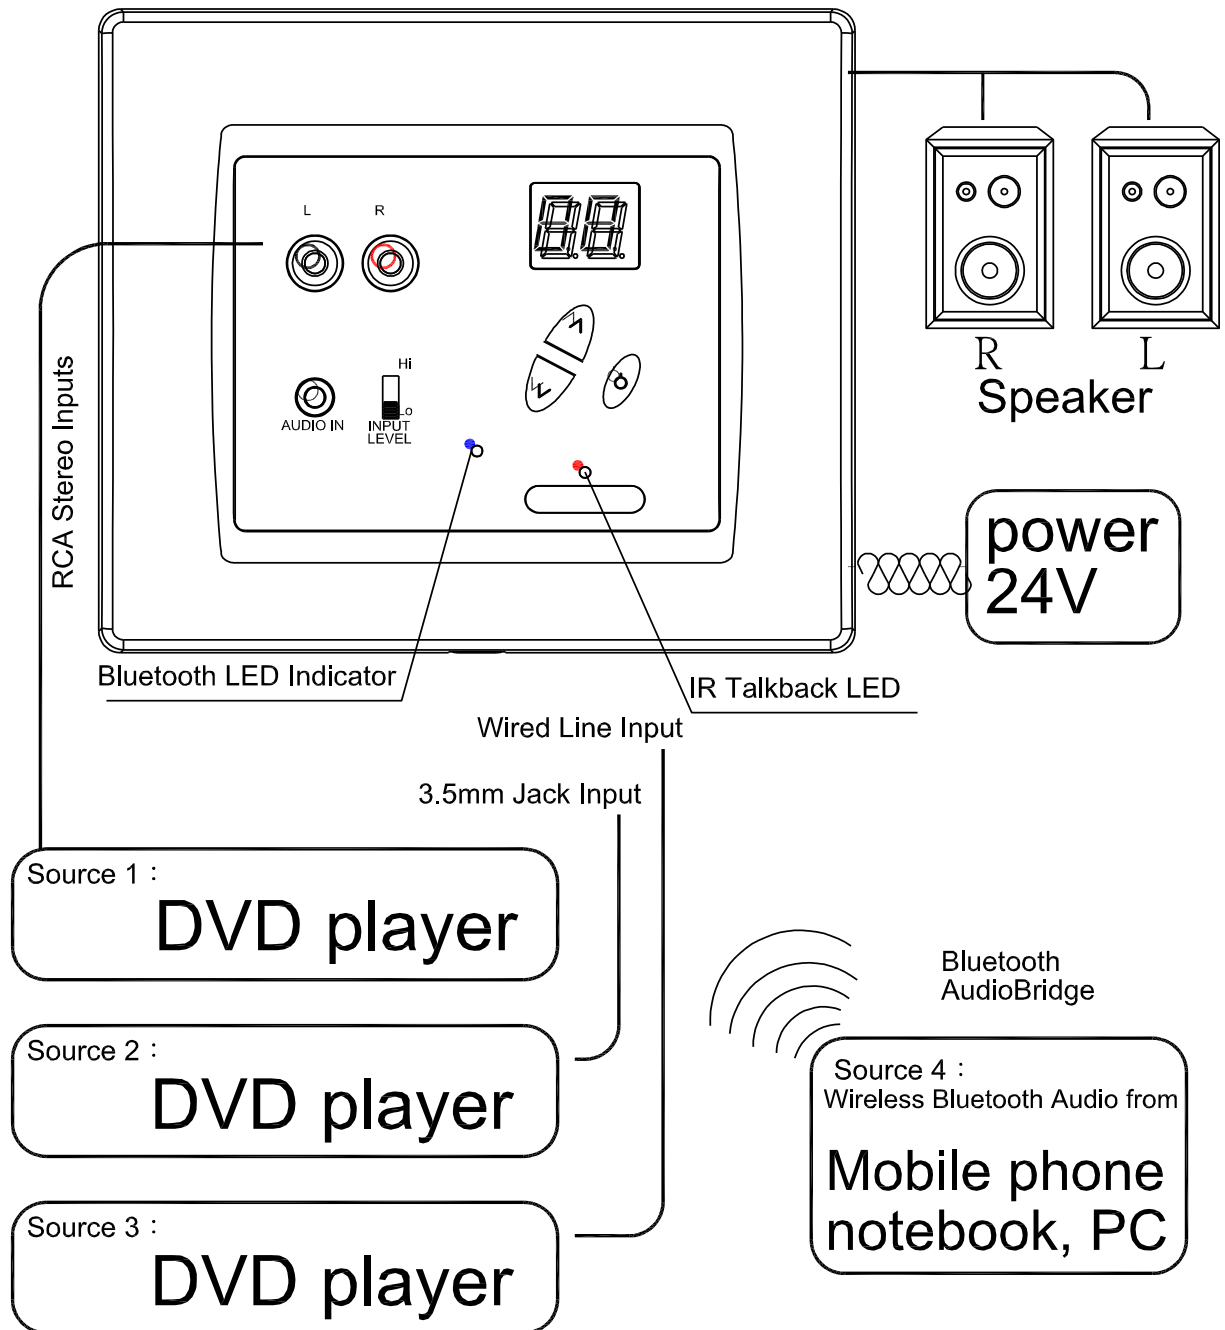 L R
Hi
Lo
AUDIO IN
INPUT
LEVEL
R L
Speaker
RCA Stereo Inputs
power
24V
Bluetooth LED Indicator
IR Talkback LED
Wired Line Input
3.5mm Jack Input
Source 1：
DVD player
Bluetooth
AudioBridge
Source 2：
DVD player
Source 4：
Wireless Bluetooth Audio from
Mobile phone
notebook, PC
Source 3：
DVD player